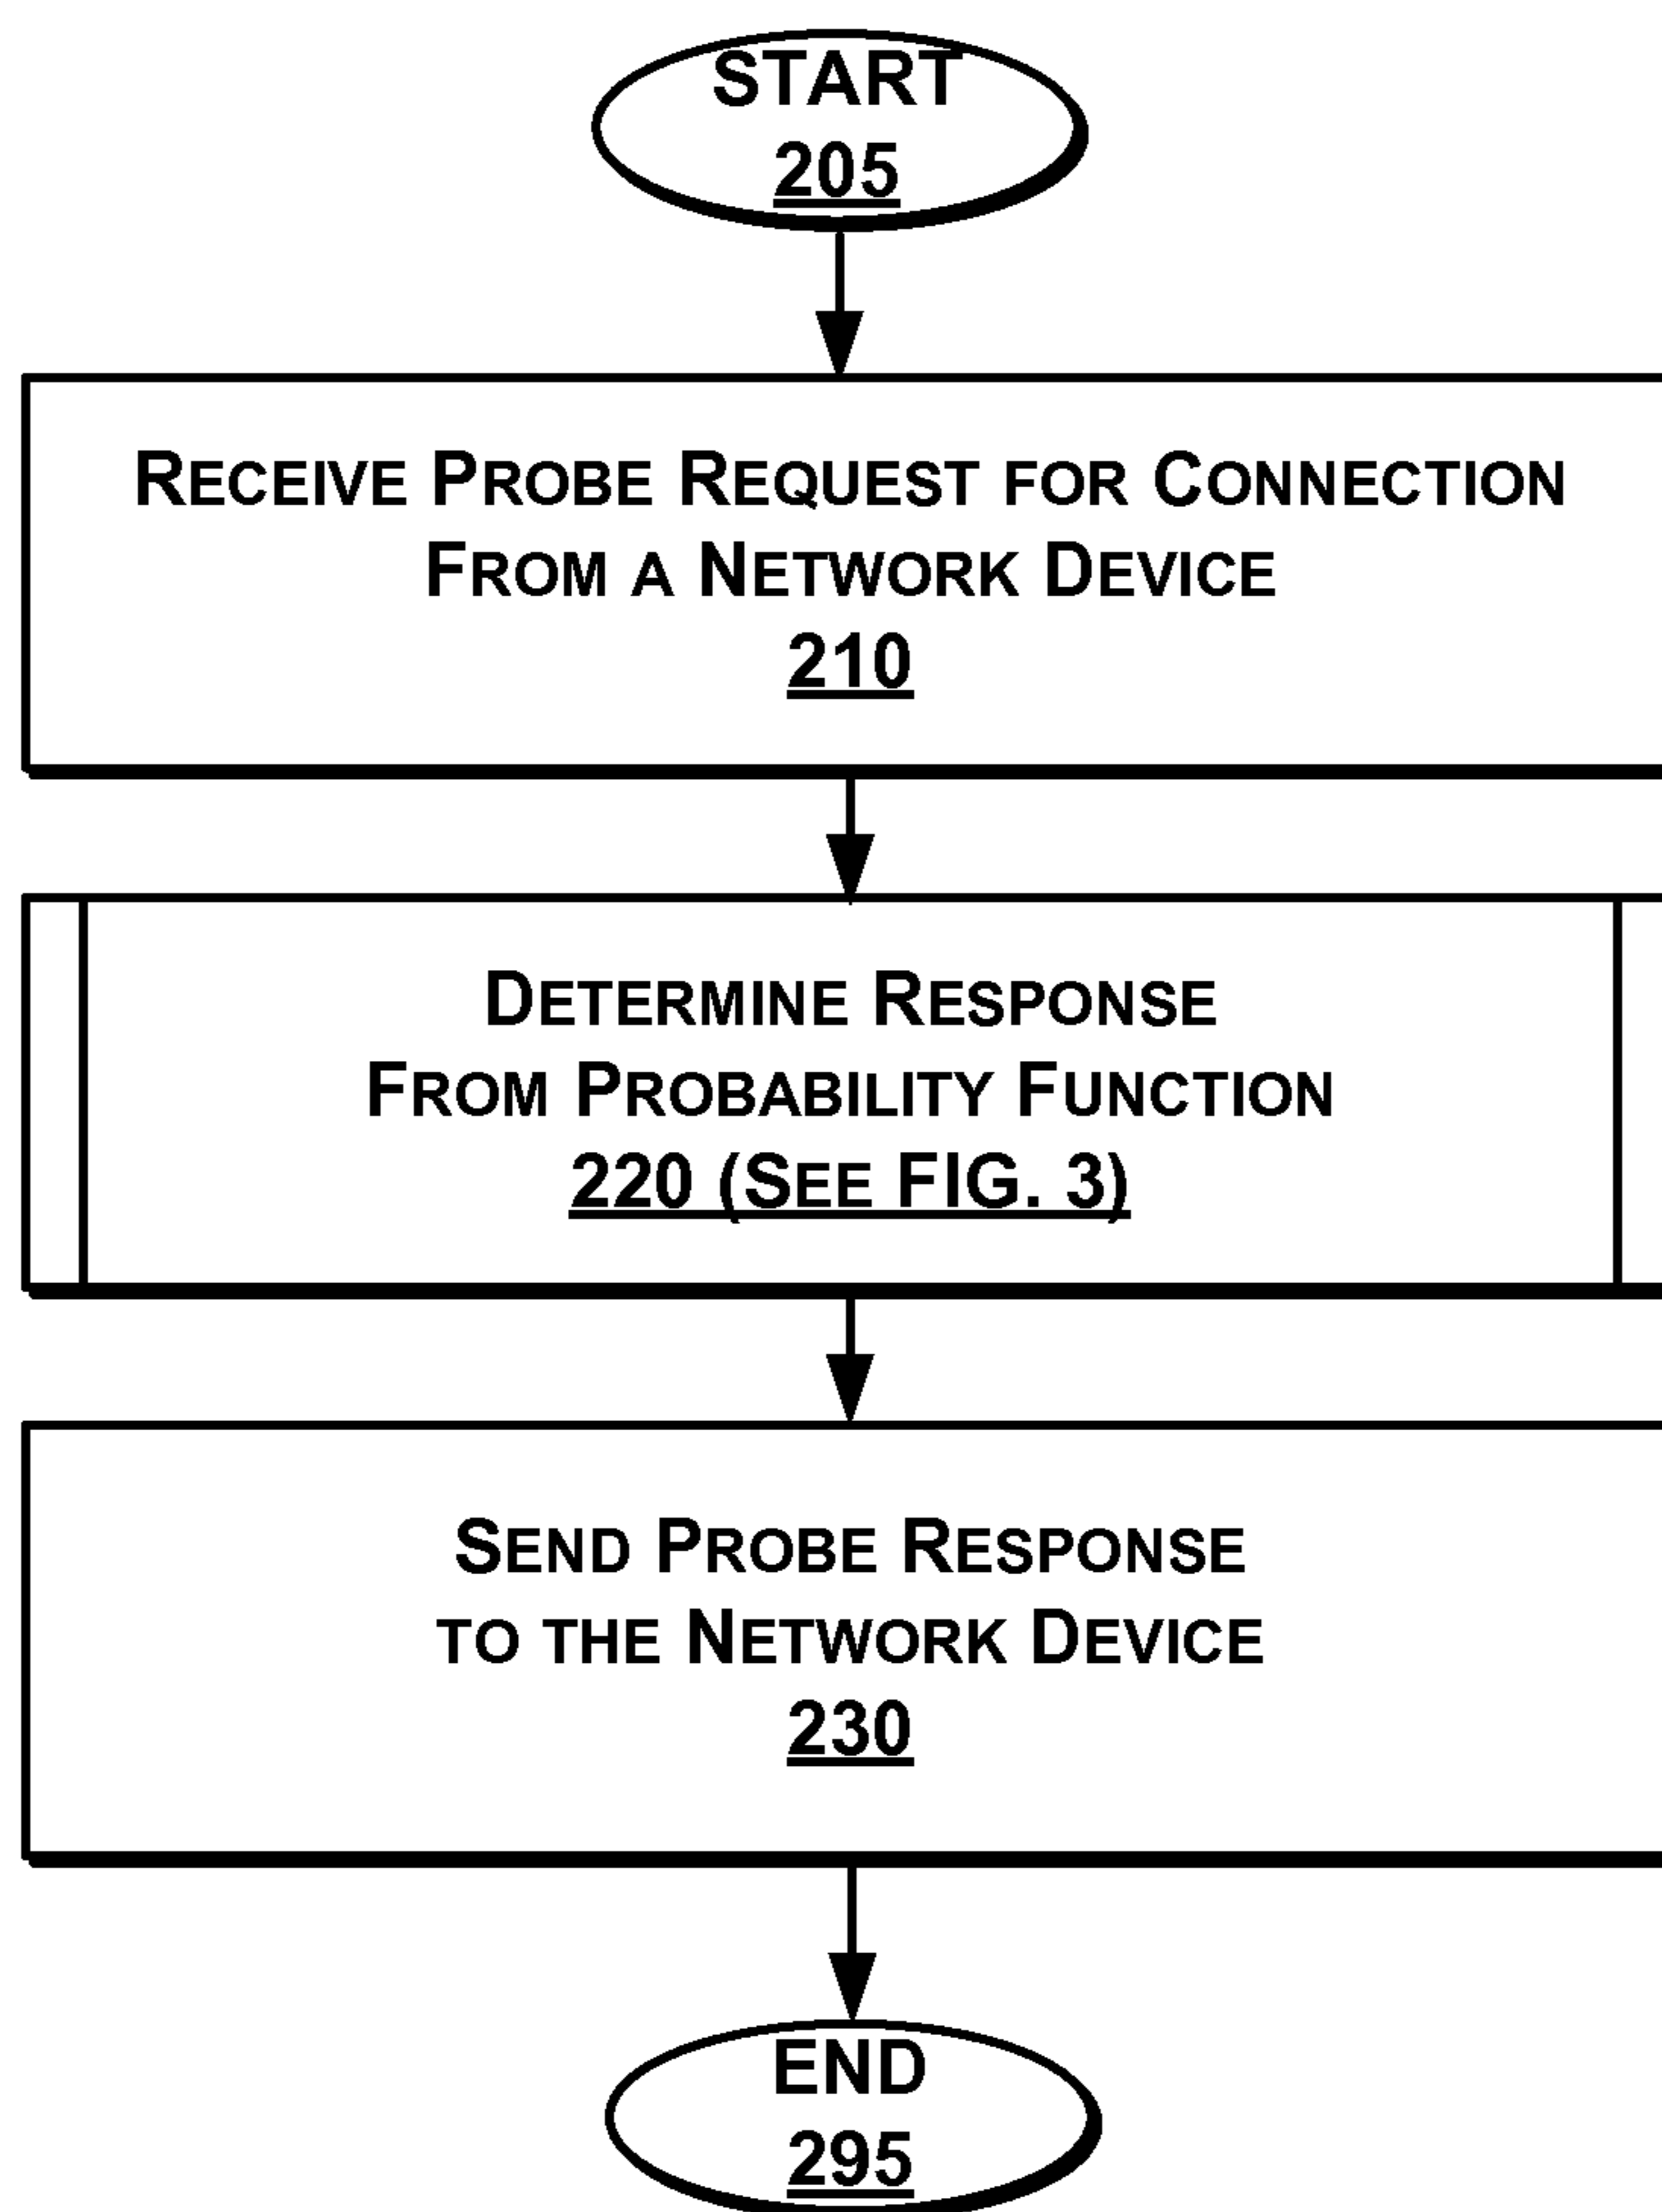 START
205
RECEIVE PROBE REQUEST FOR CONNECTION
FROM A NETWORK DEVICE
210
DETERMINE RESPONSE
FROM PROBABILITY FUNCTION
220 (SEE FIG. 3)
SEND PROBE RESPONSE
TO THE NETWORK DEVICE
230
END
295